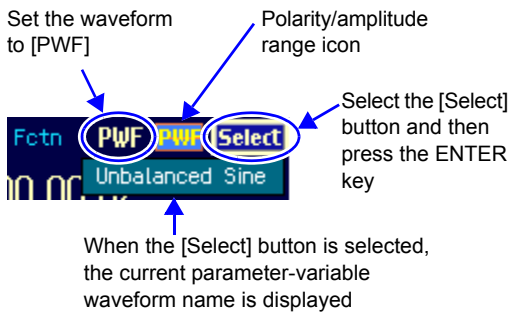 Set the waveform
to [PWF]
Polarity/amplitude
range icon
Select the [Select]
button and then
press the ENTER
key
Fctn PWF PWF Select
Unbalanced Sine
When the [Select] button is selected,
the current parameter-variable
waveform name is displayed